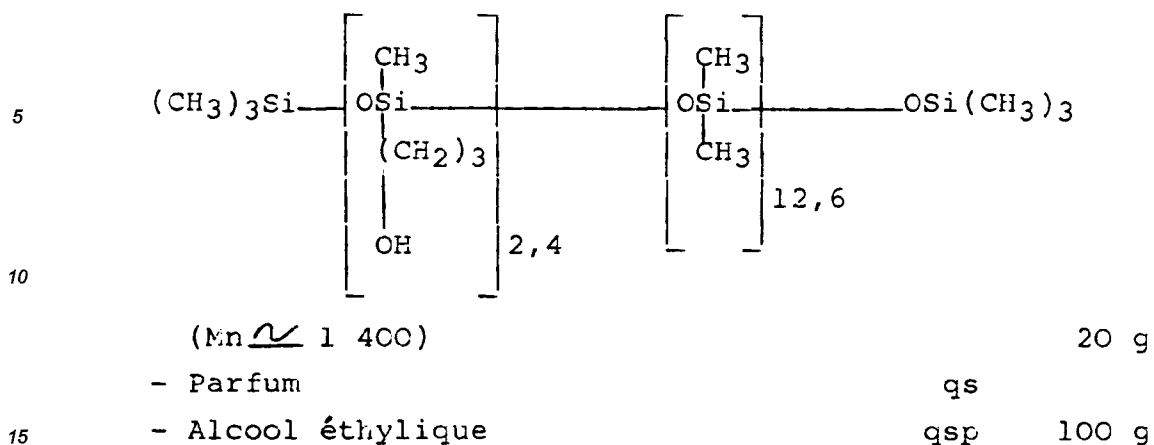 CH3 CH3
5 (CH3)3Si OSi OSi OSi(CH3)3
(CH2)3 CH3
12,6
OH 2,4
10
(Mn ≃ 1 400) 20 g
- Parfum qs
15 - Alcool éthylique qsp 100 g